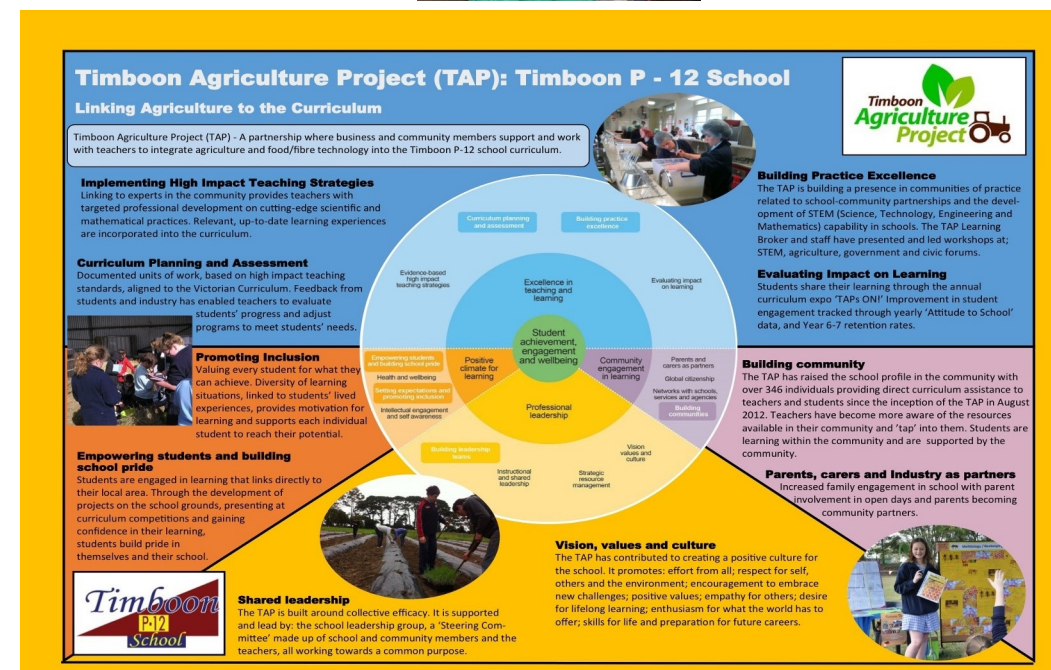 Timboon Agriculture Project (TAP): Timboon P - 12 School
Linking Agriculture to the Curriculum
Timboon Agriculture Project (TAP) - A partnership where business and community members support and work
with teachers to integrate agriculture and food/fibre technology into the Timboon P-12 school curriculum.
Timboon
Agriculture
Project
Implementing High Impact Teaching Strategies
Linking to experts in the community provides teachers with
targeted professional development on cutting-edge scientific and
mathematical practices. Relevant, up-to-date learning experiences
are incorporated into the curriculum.
Curriculum Planning and Assessment
Documented units of work, based on high impact teaching
standards, aligned to the Victorian Curriculum. Feedback from
students and industry has enabled teachers to evaluate
students' progress and adjust
programs to meet students' needs.
Promoting Inclusion
Valuing every student for what they
can achieve. Diversity of learning
situations, linked to students' lived
experiences, provides motivation for
learning and supports each individual
student to reach their potential.
Empowering students and building
school pride
Students are engaged in learning that links directly to
their local area. Through the development of
projects on the school grounds, presenting at
curriculum competitions and gaining
confidence in their learning,
students build pride in
themselves and their school.
Timboon
P-12
School
Curriculum planning
and assessment
Building practice
excellence
Evidence-based
high impact
teaching strategies
Excellence in
teaching and
learning
Evaluating impact
on learning
Student
achievement,
engagement
and wellbeing
Empowering students
and building school pride
Health and wellbeing
Setting expectations and
promoting inclusion
Intellectual engagement
and self awareness
Positive
climate for
learning
Community
engagement
in learning
Parents and
carers as partners
Global citizenship
Networks with schools,
services and agencies
Building
communities
Professional
leadership
Building leadership
teams
Instructional
and shared
leadership
Strategic
resource
management
Vision
values and
culture
Building Practice Excellence
The TAP is building a presence in communities of practice
related to school-community partnerships and the devel-
opment of STEM (Science, Technology, Engineering and
Mathematics) capability in schools. The TAP Learning
Broker and staff have presented and led workshops at;
STEM, agriculture, government and civic forums.
Evaluating Impact on Learning
Students share their learning through the annual
curriculum expo 'TAPs ON!' Improvement in student
engagement tracked through yearly 'Attitude to School'
data, and Year 6-7 retention rates.
Building community
The TAP has raised the school profile in the community with
over 346 individuals providing direct curriculum assistance to
teachers and students since the inception of the TAP in August
2012. Teachers have become more aware of the resources
available in their community and 'tap' into them. Students are
learning within the community and are supported by the
community.
Parents, carers and Industry as partners
Increased family engagement in school with parent
involvement in open days and parents becoming
community partners.
Shared leadership
The TAP is built around collective efficacy. It is supported
and lead by: the school leadership group, a 'Steering Com-
mittee' made up of school and community members and the
teachers, all working towards a common purpose.
Vision, values and culture
The TAP has contributed to creating a positive culture for
the school. It promotes: effort from all; respect for self,
others and the environment; encouragement to embrace
new challenges; positive values; empathy for others; desire
for lifelong learning; enthusiasm for what the world has to
offer; skills for life and preparation for future careers.